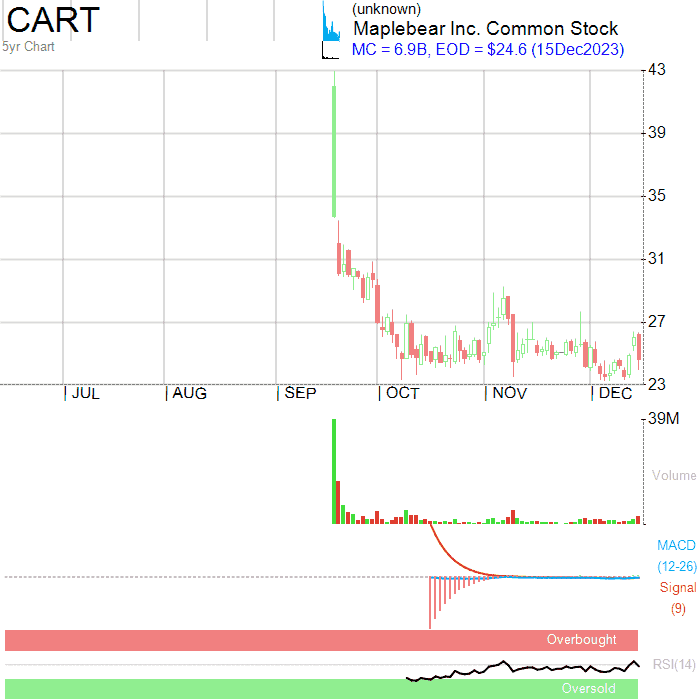 CART
(unknown)
Maplebear Inc. Common Stock
5yr Chart
MC = 6.9B, EOD = $24.6 (15Dec2023)
43
39
35
31
27
23
JUL AUG SEP OCT NOV DEC
39M
Volume
MACD
(12-26)
Signal
(9)
Overbought
RSI(14)
Oversold